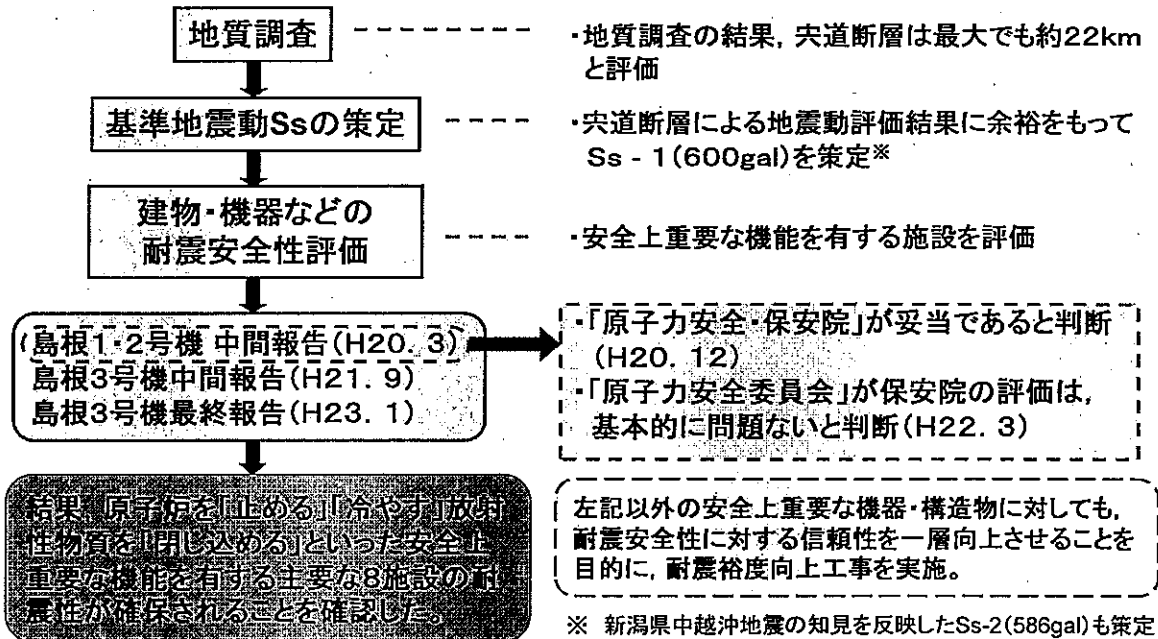 地質調査
・地質調査の結果，宍道断層は最大でも約22km
と評価
基準地震動Ssの策定
・宍道断層による地震動評価結果に余裕をもって
Ss - 1(600gal)を策定※
建物・機器などの
耐震安全性評価
・安全上重要な機能を有する施設を評価
島根1・2号機 中間報告(H20. 3)
島根3号機中間報告(H21. 9)
島根3号機最終報告(H23. 1)
・「原子力安全・保安院」が妥当であると判断
(H20. 12)
・「原子力安全委員会」が保安院の評価は，
基本的に問題ないと判断(H22. 3)
結果 原子炉を「止める」「冷やす」放射
性物質を「閉じ込める」といった安全上
重要な機能を有する主要な8施設の耐
震性が確保されることを確認した。
左記以外の安全上重要な機器・構造物に対しても，
耐震安全性に対する信頼性を一層向上させることを
目的に，耐震裕度向上工事を実施。
※ 新潟県中越沖地震の知見を反映したSs-2(586gal)も策定